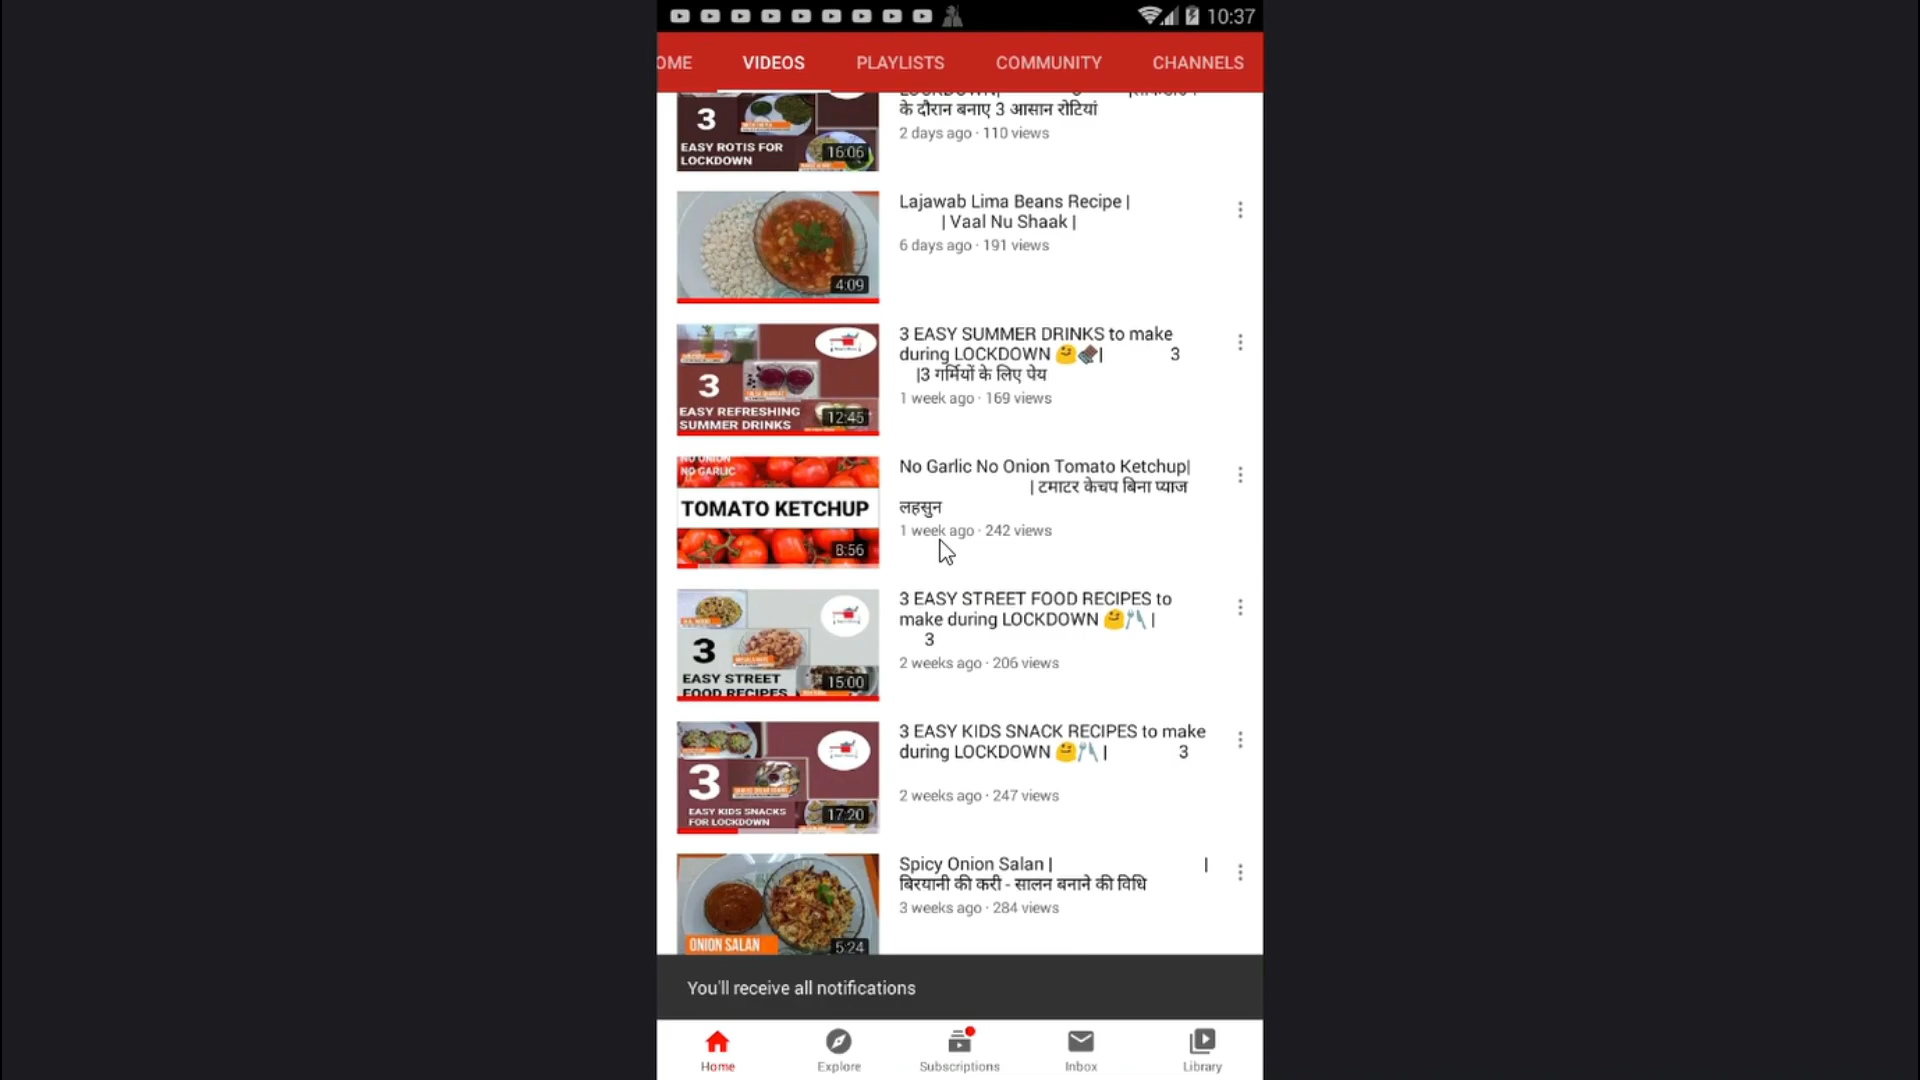 10:37
OME VIDEOS PLAYLISTS COMMUNITY CHANNELS
3
EASY ROTIS FOR
LOCKDOWN
16:06
के दौरान बनाए 3 आसान रोटियां
2 days ago · 110 views
4:09
Lajawab Lima Beans Recipe |
| Vaal Nu Shaak |
6 days ago · 191 views
3
EASY REFRESHING
SUMMER DRINKS
12:45
3 EASY SUMMER DRINKS to make
during LOCKDOWN 😋🍫| 3
|3 गर्मियों के लिए पेय
1 week ago · 169 views
NO ONION
NO GARLIC
TOMATO KETCHUP
8:56
No Garlic No Onion Tomato Ketchup|
| टमाटर केचप बिना प्याज
लहसुन
1 week ago · 242 views
3
EASY STREET
FOOD RECIPES
15:00
3 EASY STREET FOOD RECIPES to
make during LOCKDOWN 😋🍴 |
3
2 weeks ago · 206 views
3
EASY KIDS SNACKS
FOR LOCKDOWN
17:20
3 EASY KIDS SNACK RECIPES to make
during LOCKDOWN 😋🍴 | 3
2 weeks ago · 247 views
ONION SALAN
5:24
Spicy Onion Salan | |
बिरयानी की करी - सालन बनाने की विधि
3 weeks ago · 284 views
You'll receive all notifications
Home Explore Subscriptions Inbox Library